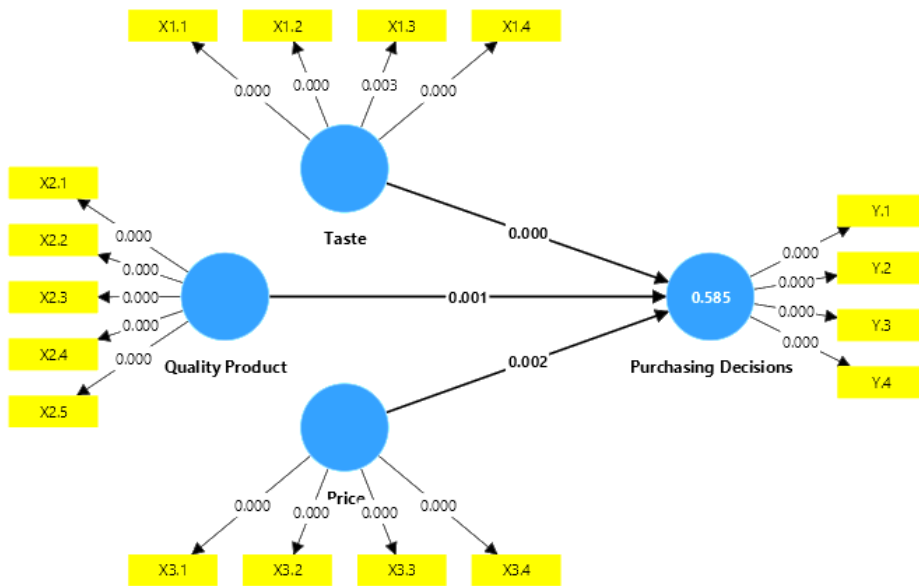 X1.1 X1.2 X1.3 X1.4
0.000 0.000 0.003 0.000
Taste
X2.1
X2.2
X2.3
X2.4
X2.5
0.000
0.000
0.000
0.000
0.000
Quality Product
0.000
0.001
0.002
0.585
Purchasing Decisions
0.000
0.000
0.000
0.000
Y.1
Y.2
Y.3
Y.4
Price
0.000 0.000 0.000 0.000
X3.1 X3.2 X3.3 X3.4